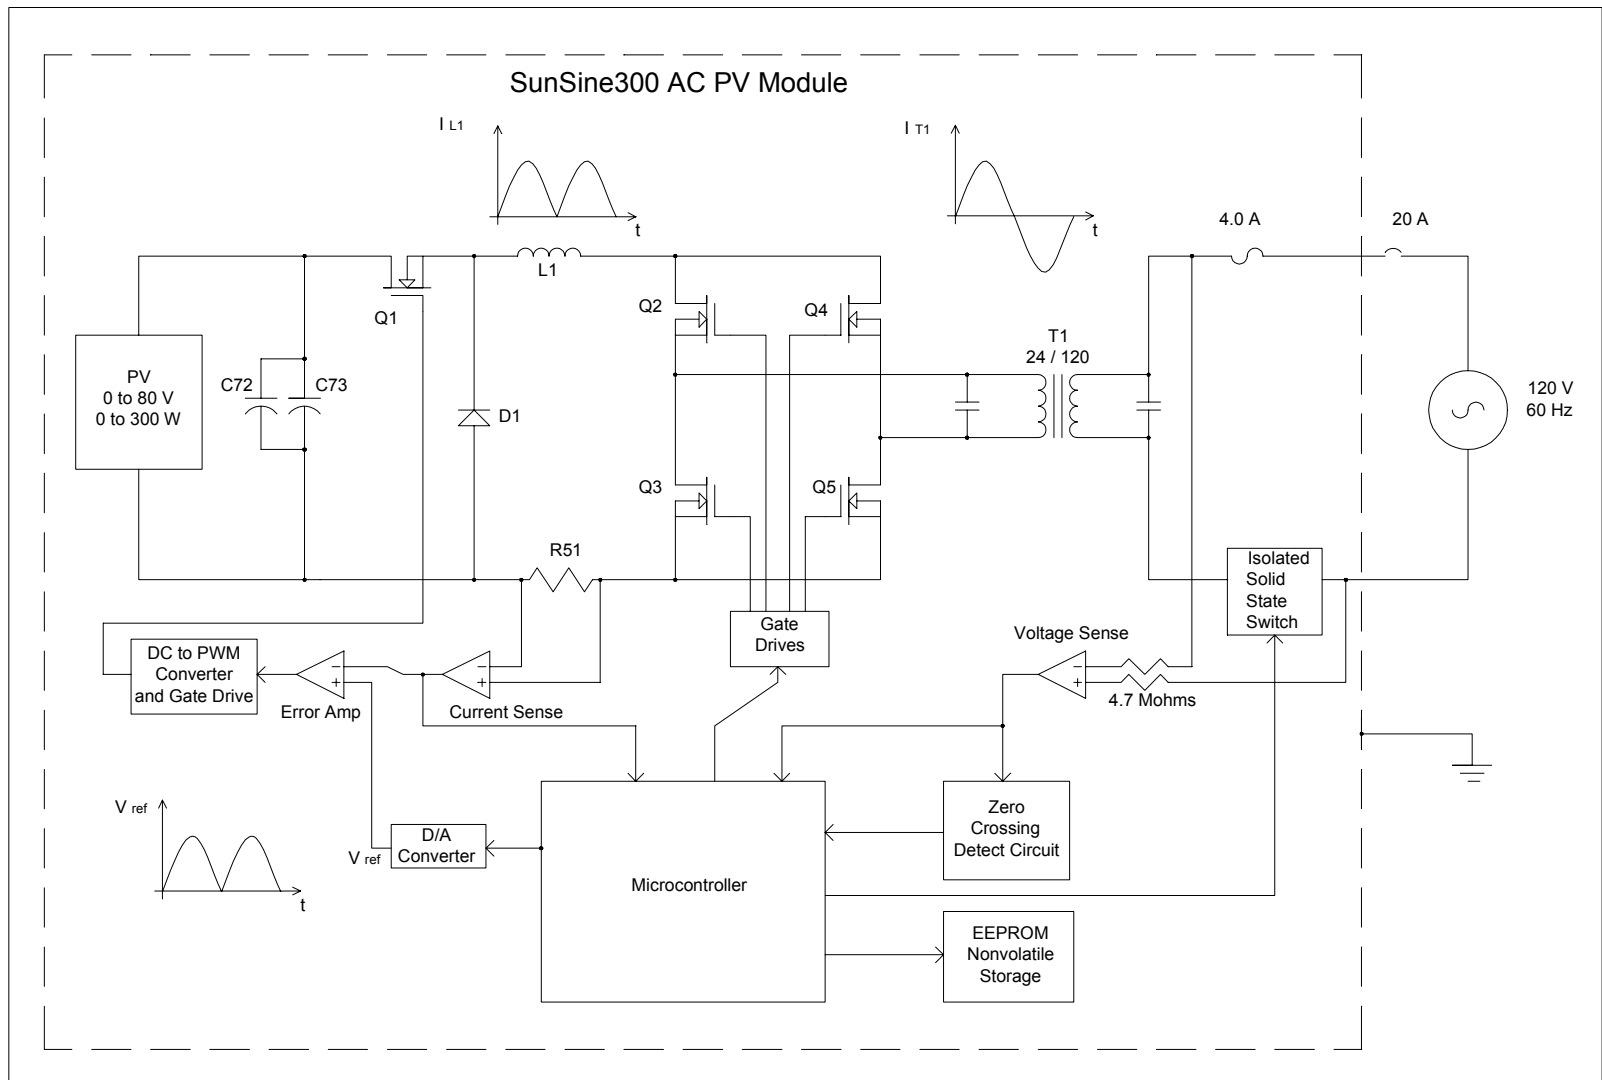 SunSine300 AC PV Module
I L1
t
I T1
t
4.0 A
20 A
L1
Q1
Q2
Q4
T1
24 / 120
PV
0 to 80 V
0 to 300 W
C72
C73
D1
120 V
60 Hz
Q3
Q5
R51
Isolated
Solid
State
Switch
Gate
Drives
Voltage Sense
DC to PWM
Converter
and Gate Drive
Error Amp
Current Sense
4.7 Mohms
V ref
t
V ref
D/A
Converter
Microcontroller
Zero
Crossing
Detect Circuit
EEPROM
Nonvolatile
Storage